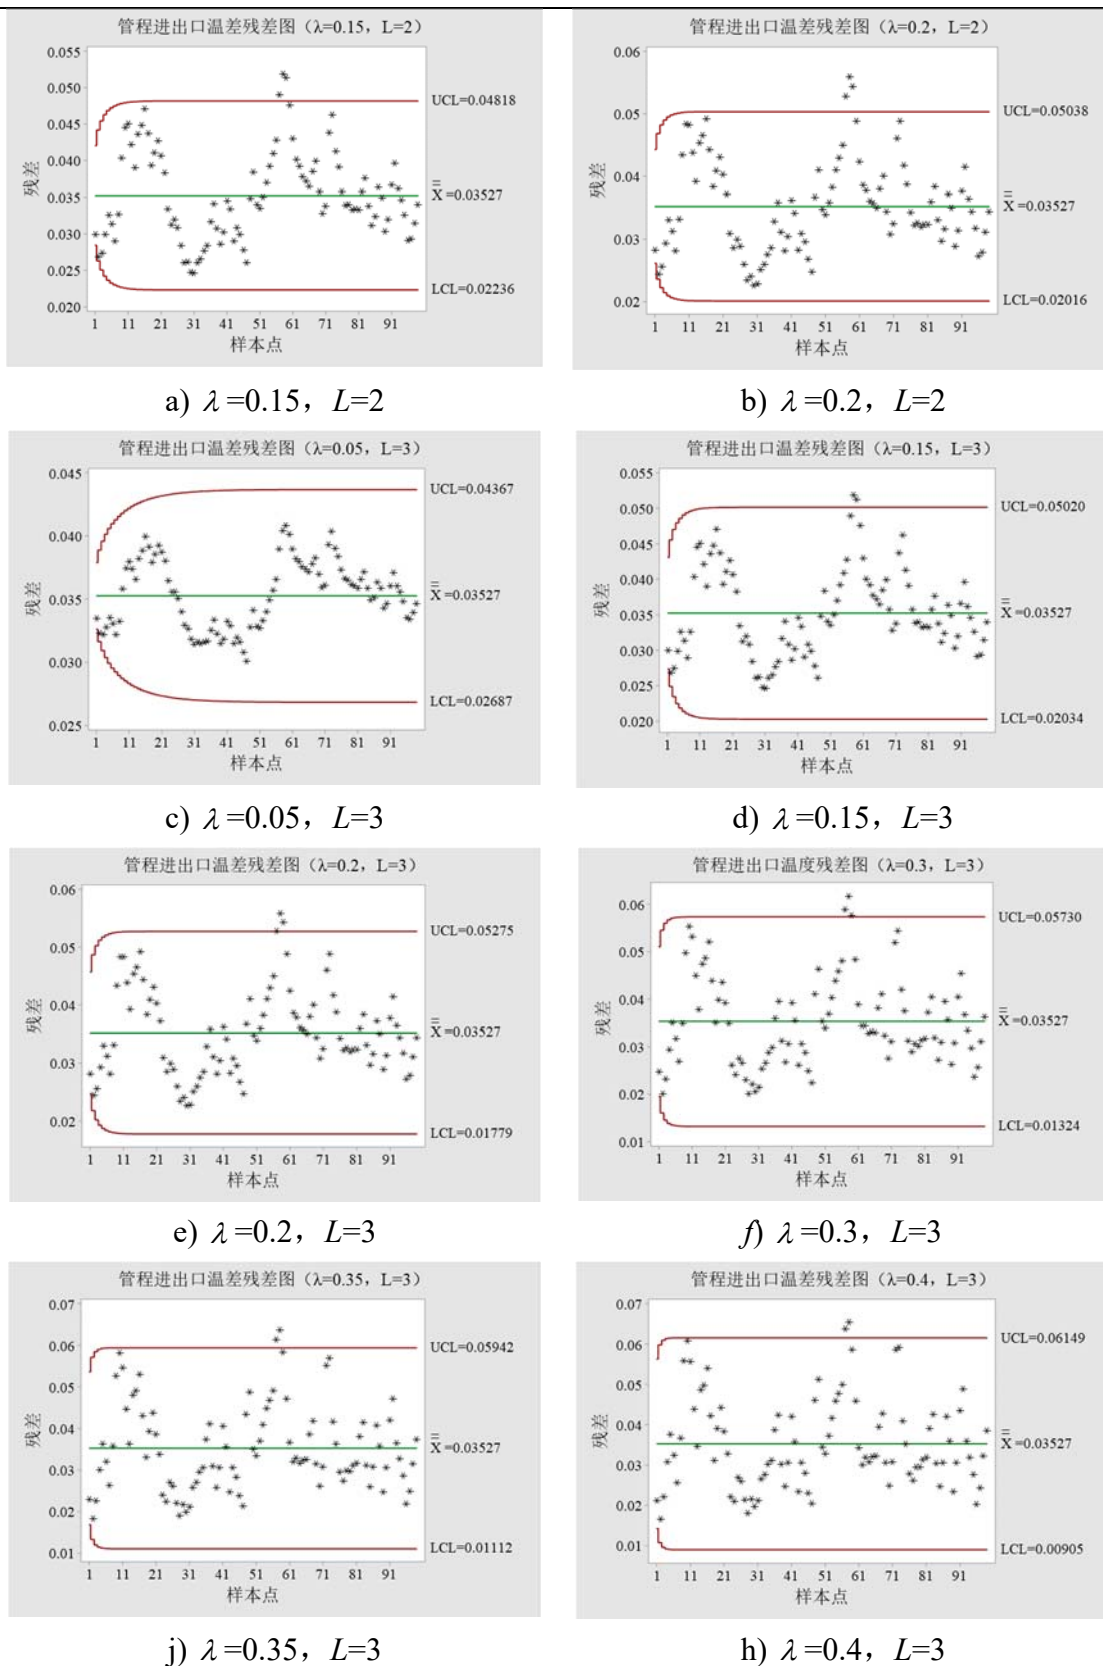 管程进出口温差残差图（λ=0.15，L=2）
0.055
0.050
0.045
0.040
0.035
0.030
0.025
0.020
残差
UCL=0.04818
X̿=0.03527
LCL=0.02236
1 11 21 31 41 51 61 71 81 91
样本点
a) λ=0.15，L=2
管程进出口温差残差图（λ=0.2，L=2）
0.06
0.05
0.04
0.03
0.02
残差
UCL=0.05038
X̿=0.03527
LCL=0.02016
1 11 21 31 41 51 61 71 81 91
样本点
b) λ=0.2，L=2
管程进出口温差残差图（λ=0.05，L=3）
0.045
0.040
0.035
0.030
0.025
残差
UCL=0.04367
X̿=0.03527
LCL=0.02687
1 11 21 31 41 51 61 71 81 91
样本点
c) λ=0.05，L=3
管程进出口温差残差图（λ=0.15，L=3）
0.055
0.050
0.045
0.040
0.035
0.030
0.025
0.020
残差
UCL=0.05020
X̿=0.03527
LCL=0.02034
1 11 21 31 41 51 61 71 81 91
样本点
d) λ=0.15，L=3
管程进出口温差残差图（λ=0.2，L=3）
0.06
0.05
0.04
0.03
0.02
残差
UCL=0.05275
X̿=0.03527
LCL=0.01779
1 11 21 31 41 51 61 71 81 91
样本点
e) λ=0.2，L=3
管程进出口温度残差图（λ=0.3，L=3）
0.06
0.05
0.04
0.03
0.02
0.01
残差
UCL=0.05730
X̿=0.03527
LCL=0.01324
1 11 21 31 41 51 61 71 81 91
样本点
f) λ=0.3，L=3
管程进出口温差残差图（λ=0.35，L=3）
0.07
0.06
0.05
0.04
0.03
0.02
0.01
残差
UCL=0.05942
X̿=0.03527
LCL=0.01112
1 11 21 31 41 51 61 71 81 91
样本点
j) λ=0.35，L=3
管程进出口温差残差图（λ=0.4，L=3）
0.07
0.06
0.05
0.04
0.03
0.02
0.01
残差
UCL=0.06149
X̿=0.03527
LCL=0.00905
1 11 21 31 41 51 61 71 81 91
样本点
h) λ=0.4，L=3